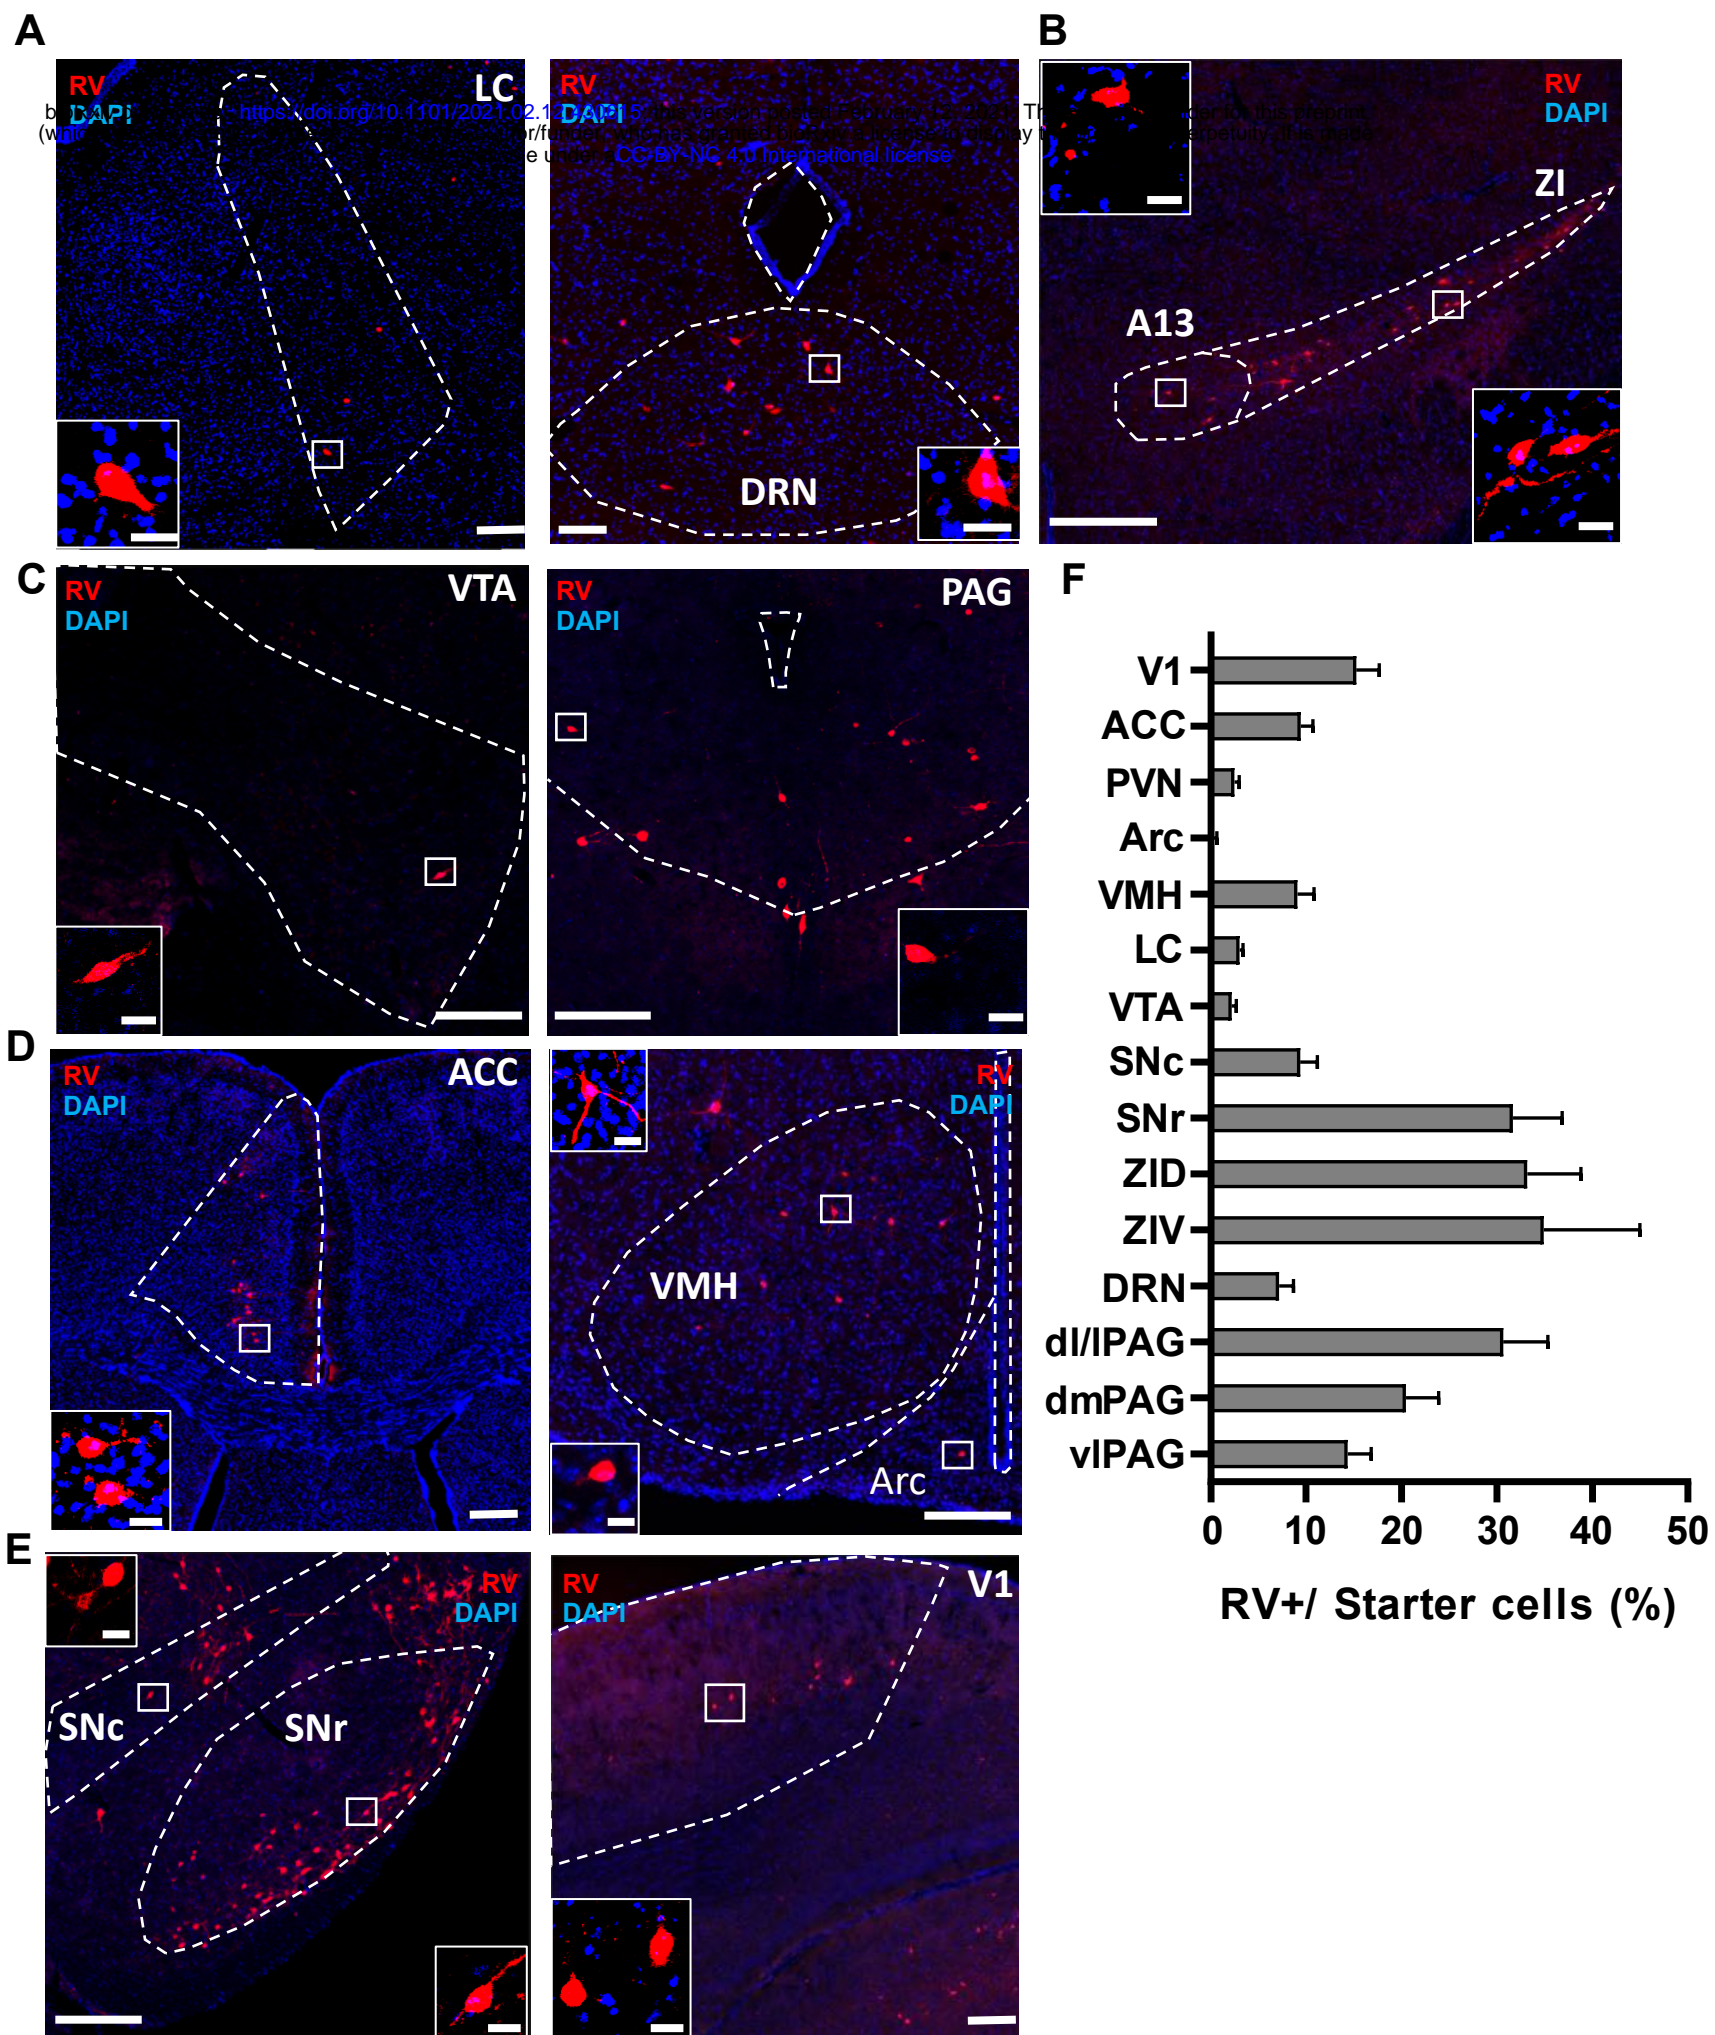 A
B
RV
DAPI
LC
RV
DAPI
RV
DAPI
https://doi.org/10.1101/2021.02.12
CC-BY-NC 4.0 International license
ZI
A13
DRN
C
RV
DAPI
VTA
RV
DAPI
PAG
D
RV
DAPI
ACC
RV
DAPI
VMH
Arc
E
RV
DAPI
SNc
SNr
RV
DAPI
V1
F
V1
ACC
PVN
Arc
VMH
LC
VTA
SNc
SNr
ZID
ZIV
DRN
dl/lPAG
dmPAG
vlPAG
0 10 20 30 40 50
RV+/ Starter cells (%)